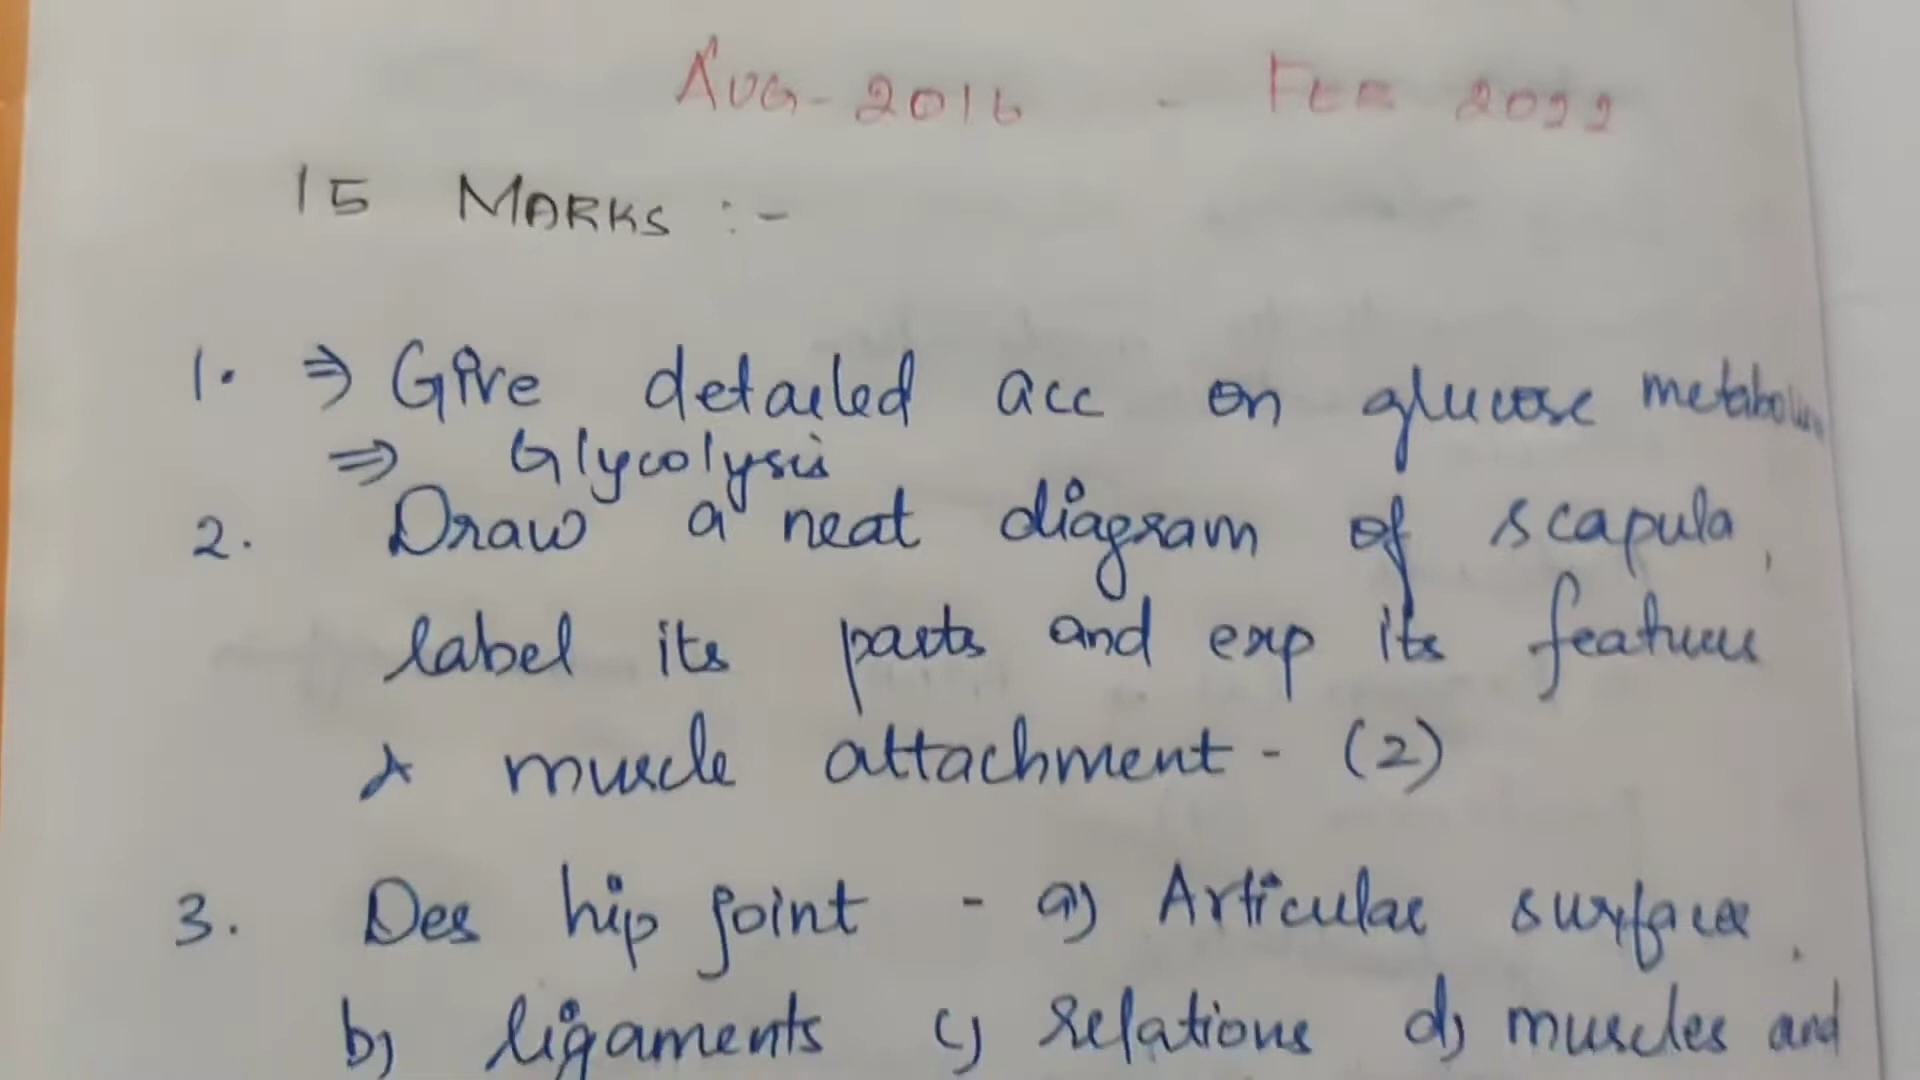 AUG-2016 - FEB 2022
15 MARKS :-
1. ⇒ Give detailed acc on glucose
⇒ Glycolysis
2. Draw a neat diagram of scapula,
label its parts and exp its features
& muscle attachment - (2)
3. Des hip joint - a) Articular surface,
b) ligaments c) relations d) muscles and